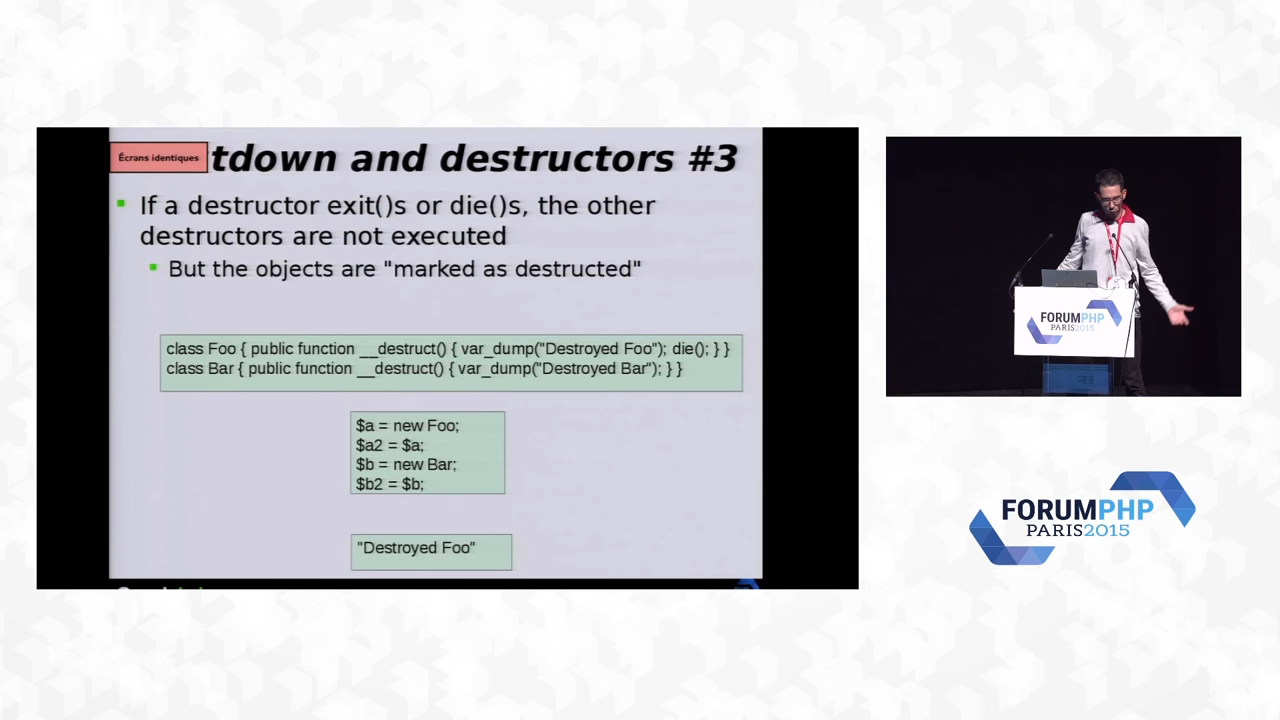 Écrans identiques
tdown and destructors #3
If a destructor exit()s or die()s, the other
destructors are not executed
But the objects are "marked as destructed"
class Foo { public function __destruct() { var_dump("Destroyed Foo"); die(); } }
class Bar { public function __destruct() { var_dump("Destroyed Bar"); } }
$a = new Foo;
$a2 = $a;
$b = new Bar;
$b2 = $b;
"Destroyed Foo"
FORUMPHP
PARIS2015
FORUMPHP
PARIS2015